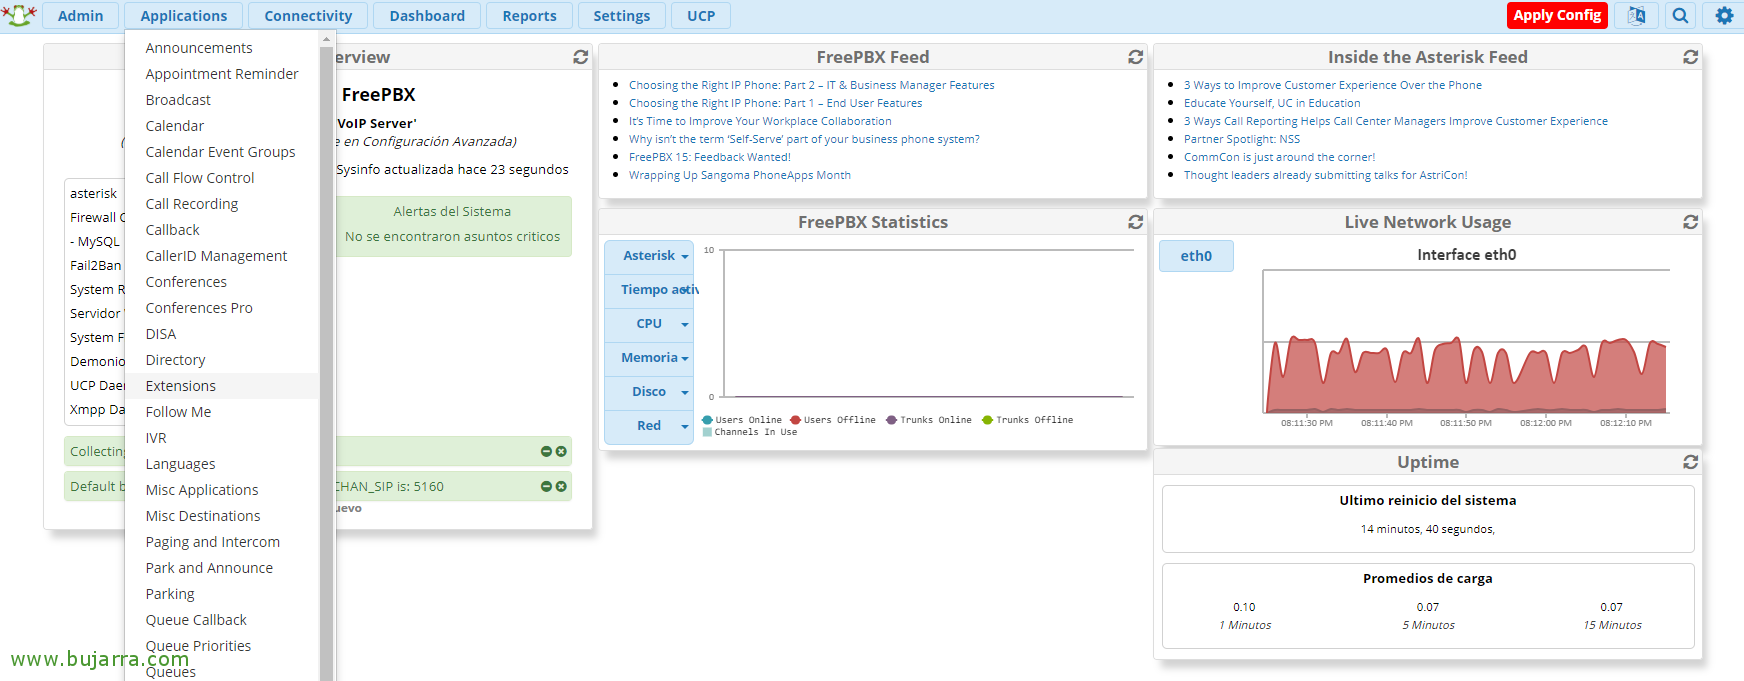 Admin
Applications
Connectivity
Dashboard
Reports
Settings
UCP
Apply Config
Announcements
Appointment Reminder
Broadcast
Calendar
Calendar Event Groups
Call Flow Control
Call Recording
Callback
CallerID Management
Conferences
Conferences Pro
DISA
Directory
Extensions
Follow Me
IVR
Languages
Misc Applications
Misc Destinations
Paging and Intercom
Park and Announce
Parking
Queue Callback
Queue Priorities
Queues
erview
FreePBX
VoIP Server'
e en Configuración Avanzada)
Sysinfo actualizada hace 23 segundos
asterisk
Firewall
- MySQL
Fail2Ban
System R
Servidor
System F
Demonio
UCP Daer
Xmpp Da
Alertas del Sistema
No se encontraron asuntos criticos
Collecting
Default b
CHAN_SIP is: 5160
uevo
FreePBX Feed
Choosing the Right IP Phone: Part 2 – IT & Business Manager Features
Choosing the Right IP Phone: Part 1 – End User Features
It's Time to Improve Your Workplace Collaboration
Why isn't the term 'Self-Serve' part of your business phone system?
FreePBX 15: Feedback Wanted!
Wrapping Up Sangoma PhoneApps Month
FreePBX Statistics
Asterisk
Tiempo activ
CPU
Memoria
Disco
Red
10
0
Users Online
Users Offline
Trunks Online
Trunks Offline
Channels In Use
Inside the Asterisk Feed
3 Ways to Improve Customer Experience Over the Phone
Educate Yourself, UC in Education
3 Ways Call Reporting Helps Call Center Managers Improve Customer Experience
Partner Spotlight: NSS
CommCon is just around the corner!
Thought leaders already submitting talks for AstriCon!
Live Network Usage
eth0
Interface eth0
08:11:30 PM
08:11:40 PM
08:11:50 PM
08:12:00 PM
08:12:10 PM
Uptime
Ultimo reinicio del sistema
14 minutos, 40 segundos,
Promedios de carga
0.10
0.07
0.07
1 Minutos
5 Minutos
15 Minutos
www.bujarra.com